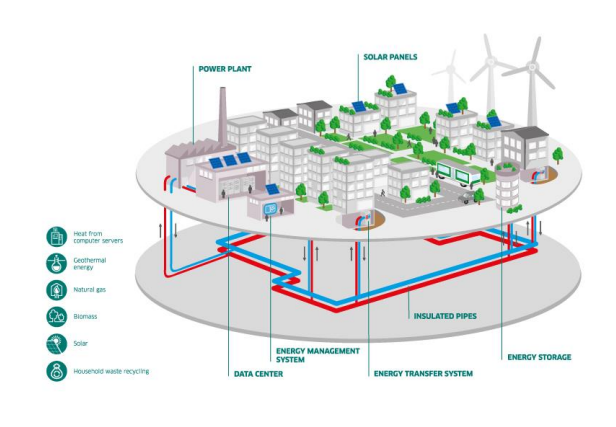 SOLAR PANELS
POWER PLANT
Heat from
computer servers
Geothermal
energy
Natural gas
Biomass
Solar
Household waste recycling
INSULATED PIPES
ENERGY MANAGEMENT
SYSTEM
ENERGY STORAGE
DATA CENTER
ENERGY TRANSFER SYSTEM